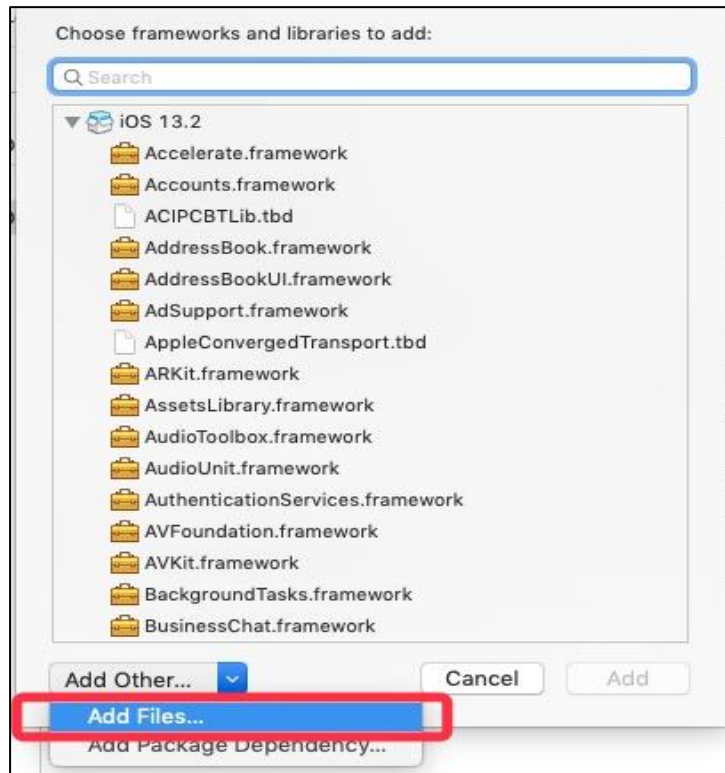 Choose frameworks and libraries to add:
Search
iOS 13.2
Accelerate.framework
Accounts.framework
ACIPCBTLib.tbd
AddressBook.framework
AddressBookUI.framework
AdSupport.framework
AppleConvergedTransport.tbd
ARKit.framework
AssetsLibrary.framework
AudioToolbox.framework
AudioUnit.framework
AuthenticationServices.framework
AVFoundation.framework
AVKit.framework
BackgroundTasks.framework
BusinessChat.framework
Add Other... Cancel Add
Add Files...
Add Package Dependency...